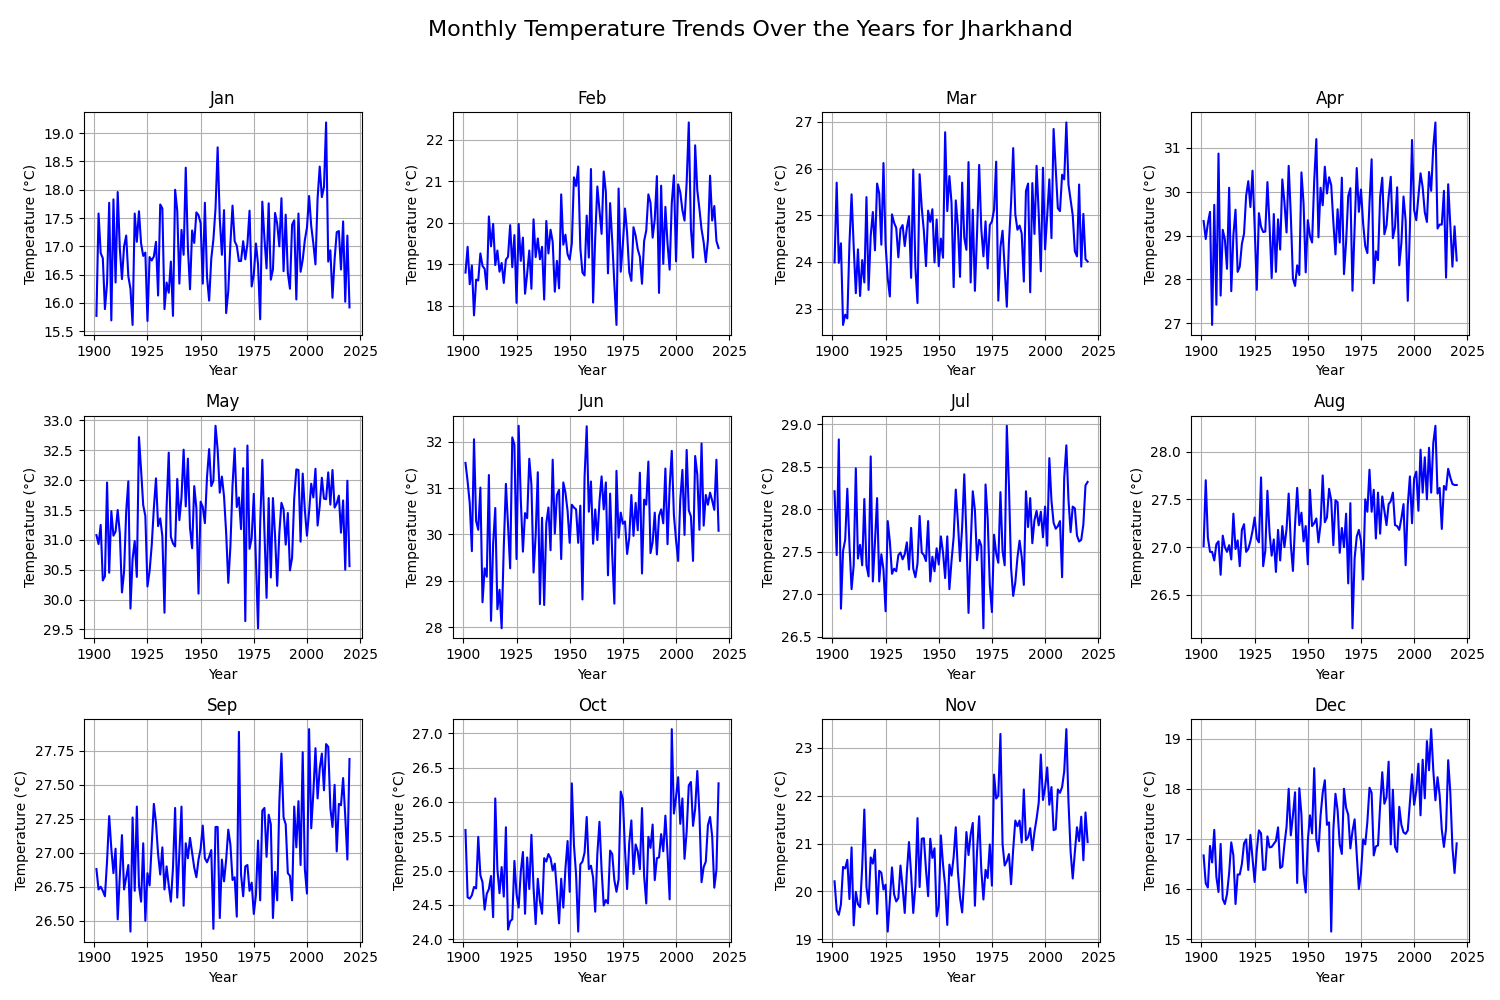 Monthly Temperature Trends Over the Years for Jharkhand
Jan
Temperature (°C)
19.0
18.5
18.0
17.5
17.0
16.5
16.0
15.5
1900 1925 1950 1975 2000 2025
Year
Feb
Temperature (°C)
22
21
20
19
18
1900 1925 1950 1975 2000 2025
Year
Mar
Temperature (°C)
27
26
25
24
23
1900 1925 1950 1975 2000 2025
Year
Apr
Temperature (°C)
31
30
29
28
27
1900 1925 1950 1975 2000 2025
Year
May
Temperature (°C)
33.0
32.5
32.0
31.5
31.0
30.5
30.0
29.5
1900 1925 1950 1975 2000 2025
Year
Jun
Temperature (°C)
32
31
30
29
28
1900 1925 1950 1975 2000 2025
Year
Jul
Temperature (°C)
29.0
28.5
28.0
27.5
27.0
26.5
1900 1925 1950 1975 2000 2025
Year
Aug
Temperature (°C)
28.0
27.5
27.0
26.5
1900 1925 1950 1975 2000 2025
Year
Sep
Temperature (°C)
27.75
27.50
27.25
27.00
26.75
26.50
1900 1925 1950 1975 2000 2025
Year
Oct
Temperature (°C)
27.0
26.5
26.0
25.5
25.0
24.5
24.0
1900 1925 1950 1975 2000 2025
Year
Nov
Temperature (°C)
23
22
21
20
19
1900 1925 1950 1975 2000 2025
Year
Dec
Temperature (°C)
19
18
17
16
15
1900 1925 1950 1975 2000 2025
Year